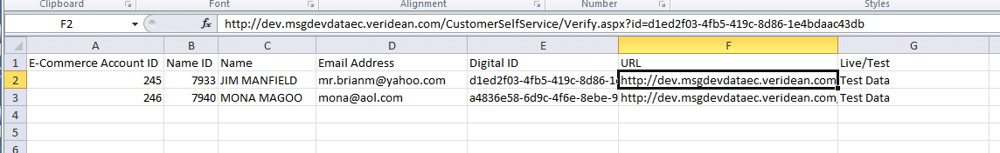 Clipboard Font Alignment Number Styles
F2 fx http://dev.msgdevdataec.veridean.com/CustomerSelfService/Verify.aspx?id=d1ed2f03-4fb5-419c-8d86-1e4bdaac43db
A B C D E F G
1 E-Commerce Account ID Name ID Name Email Address Digital ID URL Live/Test
2 245 7933 JIM MANFIELD mr.brianm@yahoo.com d1ed2f03-4fb5-419c-8d86-1e http://dev.msgdevdataec.veridean.com Test Data
3 246 7940 MONA MAGOO mona@aol.com a4836e58-6d9c-4f6e-8ebe-9 http://dev.msgdevdataec.veridean.com Test Data
4
5
6